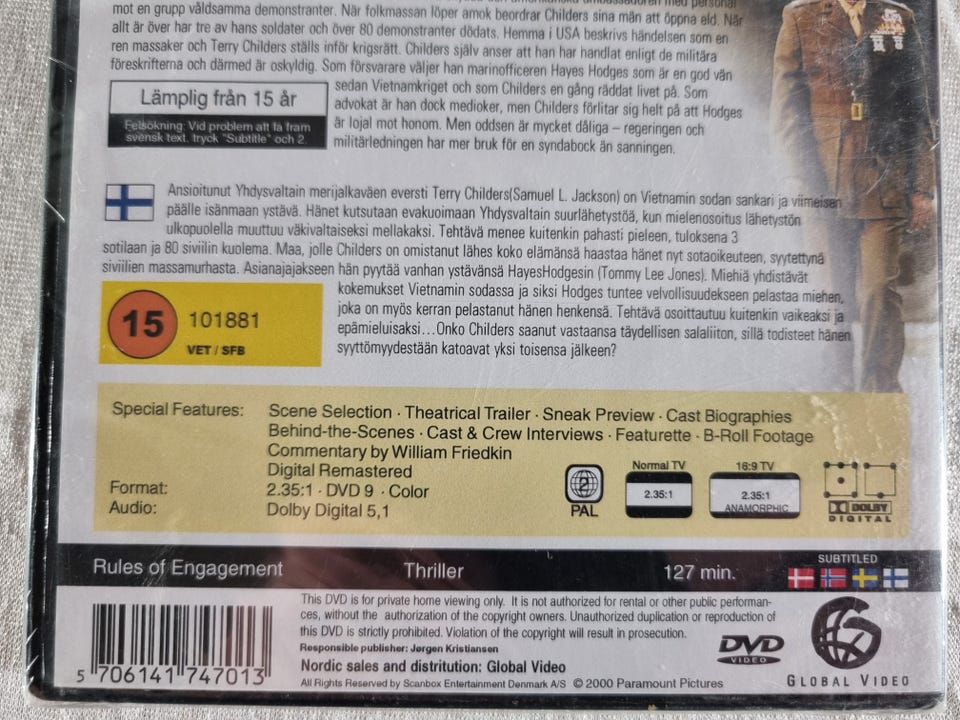 mot en grupp våldsamma demonstranter. När folkmassan löper amok beordrar Childers sina män att öppna eld. När
allt är över har tre av hans soldater och över 80 demonstranter dödats. Hemma i USA beskrivs händelsen som en
ren massaker och Terry Childers ställs inför krigsrätt. Childers själv anser att han har handlat enligt de militära
föreskrifterna och därmed är oskyldig. Som försvarare väljer han marinofficeren Hayes Hodges som är en god vän
sedan Vietnamkriget och som Childers en gång räddat livet på. Som
advokat är han dock medioker, men Childers förlitar sig helt på att Hodges
är lojal mot honom. Men oddsen är mycket dåliga – regeringen och
militärledningen har mer bruk för en syndabock än sanningen.
Lämplig från 15 år
Felsökning: Vid problem att få fram
svensk text, tryck "Subtitle" och 2.
Ansioitunut Yhdysvaltain merijalkaväen eversti Terry Childers(Samuel L. Jackson) on Vietnamin sodan sankari ja viimeisen
päälle isänmaan ystävä. Hänet kutsutaan evakuoimaan Yhdysvaltain suurlähetystöä, kun mielenosoitus lähetystön
ulkopuolella muuttuu väkivaltaiseksi mellakaksi. Tehtävä menee kuitenkin pahasti pieleen, tuloksena 3
sotilaan ja 80 siviilin kuolema. Maa, jolle Childers on omistanut lähes koko elämänsä haastaa hänet nyt sotaoikeuteen, syytettynä
siviilien massamurhasta. Asianajajakseen hän pyytää vanhan ystävänsä HayesHodgesin (Tommy Lee Jones). Miehiä yhdistävät
kokemukset Vietnamin sodassa ja siksi Hodges tuntee velvollisuudekseen pelastaa miehen,
joka on myös kerran pelastanut hänen henkensä. Tehtävä osoittautuu kuitenkin vaikeaksi ja
epämieluisaksi...Onko Childers saanut vastaansa täydellisen salaliiton, sillä todisteet hänen
syyttömyydestään katoavat yksi toisensa jälkeen?
15 101881
VET / SFB
Special Features: Scene Selection · Theatrical Trailer · Sneak Preview · Cast Biographies
Behind-the-Scenes · Cast & Crew Interviews · Featurette · B-Roll Footage
Commentary by William Friedkin
Digital Remastered
Format: 2.35:1 · DVD 9 · Color
Audio: Dolby Digital 5,1
2
PAL
Normal TV
2.35:1
16:9 TV
2.35:1
ANAMORPHIC
DOLBY
DIGITAL
Rules of Engagement Thriller 127 min.
SUBTITLED
This DVD is for private home viewing only. It is not authorized for rental or other public performan-
ces, without the authorization of the copyright owners. Unauthorized duplication or reproduction of
this DVD is strictly prohibited. Violation of the copyright will result in prosecution.
Responsible publisher: Jørgen Kristiansen
Nordic sales and distribution: Global Video
All Rights Reserved by Scanbox Entertainment Denmark A/S © 2000 Paramount Pictures
5 706141 747013
DVD
VIDEO
GLOBAL VIDEO